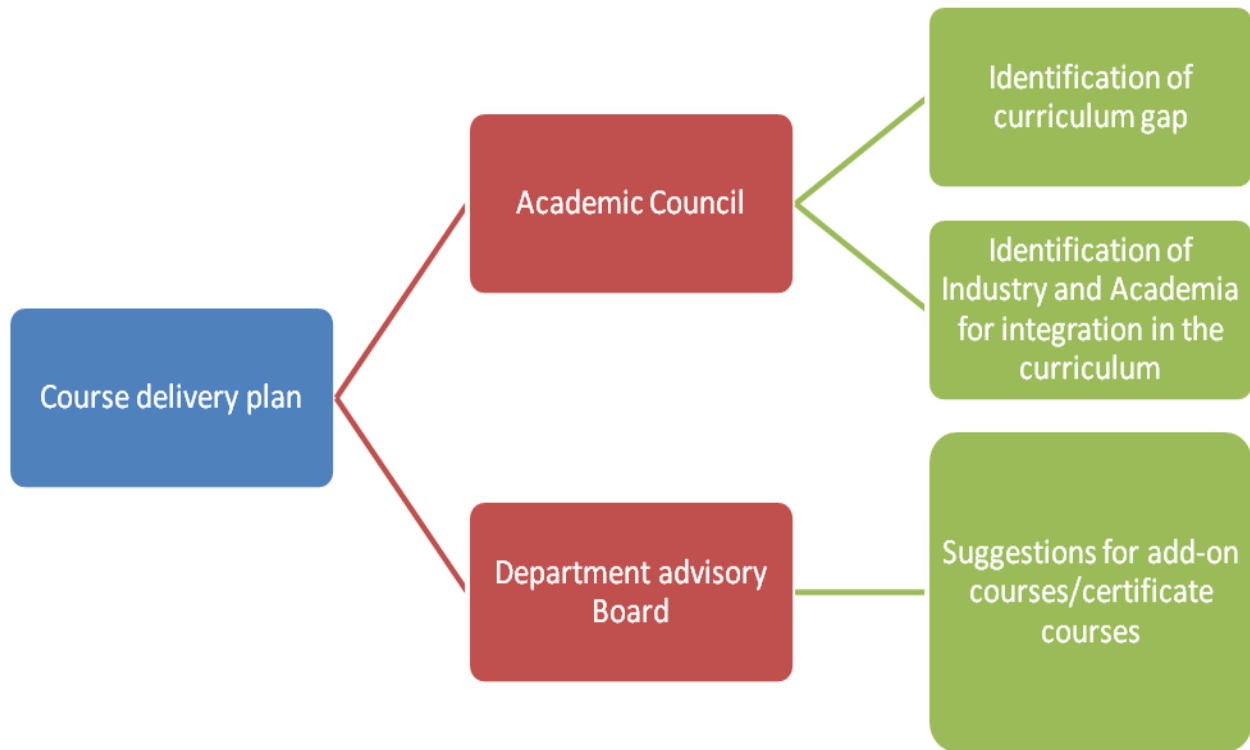 Course delivery plan
Academic Council
Department advisory
Board
Identification of
curriculum gap
Identification of
Industry and Academia
for integration in the
curriculum
Suggestions for add-on
courses/certificate
courses